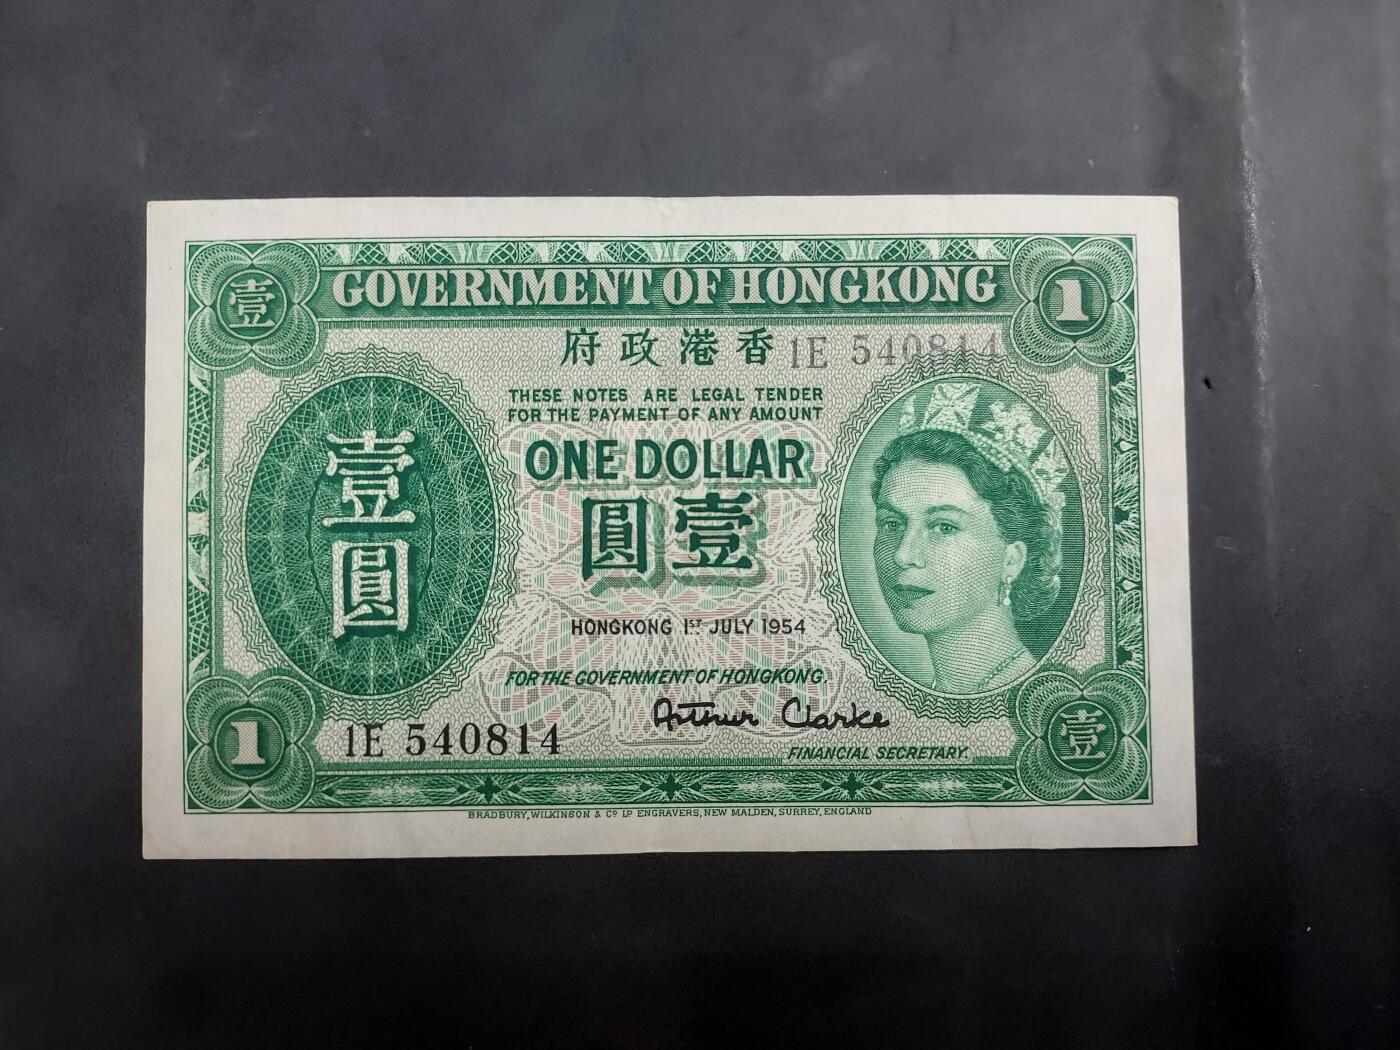 壹
GOVERNMENT OF HONGKONG
1
府政港香
1E 540814
THESE NOTES ARE LEGAL TENDER
FOR THE PAYMENT OF ANY AMOUNT
ONE DOLLAR
圓壹
壹圓
HONGKONG 1ST JULY 1954
FOR THE GOVERNMENT OF HONGKONG,
Arthur Clarke
FINANCIAL SECRETARY.
1
1E 540814
壹
BRADBURY, WILKINSON & Co. LD. ENGRAVERS, NEW MALDEN, SURREY, ENGLAND